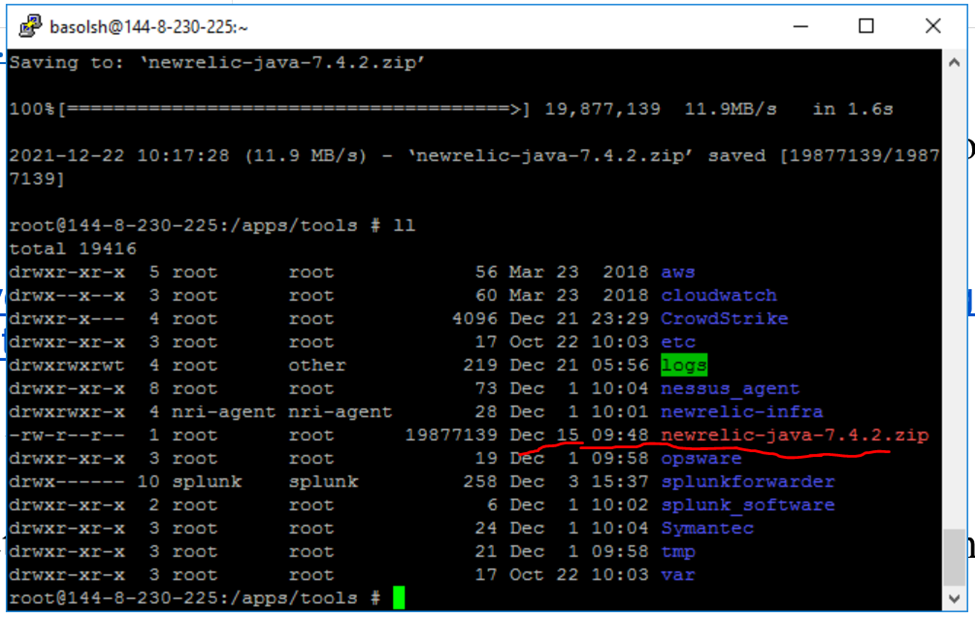 basolsh@144-8-230-225:~
Saving to: ‘newrelic-java-7.4.2.zip’
100%[======================================>] 19,877,139  11.9MB/s   in 1.6s
2021-12-22 10:17:28 (11.9 MB/s) - ‘newrelic-java-7.4.2.zip’ saved [19877139/1987
7139]
root@144-8-230-225:/apps/tools # ll
total 19416
drwxr-xr-x  5 root      root            56 Mar 23  2018 aws
drwx--x--x  3 root      root            60 Mar 23  2018 cloudwatch
drwxr-x---  4 root      root          4096 Dec 21 23:29 CrowdStrike
drwxr-xr-x  3 root      root            17 Oct 22 10:03 etc
drwxrwxrwt  4 root      other          219 Dec 21 05:56 logs
drwxr-xr-x  8 root      root            73 Dec  1 10:04 nessus_agent
drwxrwxr-x  4 nri-agent nri-agent       28 Dec  1 10:01 newrelic-infra
-rw-r--r--  1 root      root      19877139 Dec 15 09:48 newrelic-java-7.4.2.zip
drwxr-xr-x  3 root      root            19 Dec  1 09:58 opsware
drwx------ 10 splunk    splunk         258 Dec  3 15:37 splunkforwarder
drwxr-xr-x  2 root      root             6 Dec  1 10:02 splunk_software
drwxr-xr-x  3 root      root            24 Dec  1 10:04 Symantec
drwxr-xr-x  3 root      root            21 Dec  1 09:58 tmp
drwxr-xr-x  3 root      root            17 Oct 22 10:03 var
root@144-8-230-225:/apps/tools #